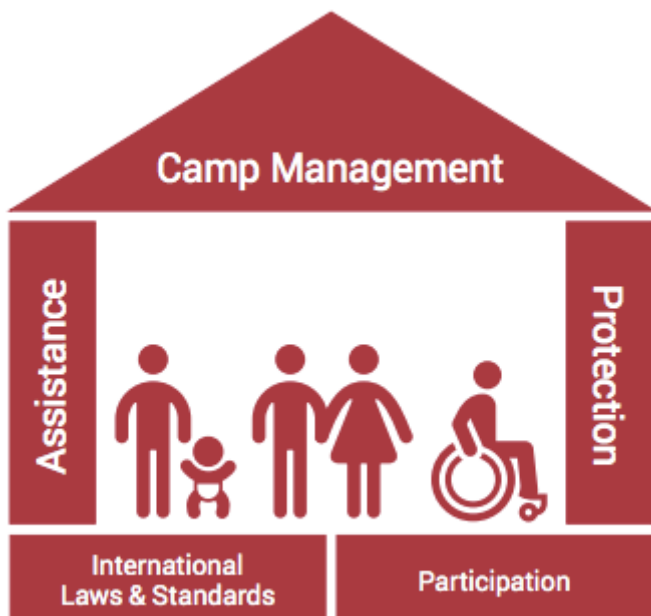 Camp Management
Assistance
Protection
International
Laws & Standards
Participation